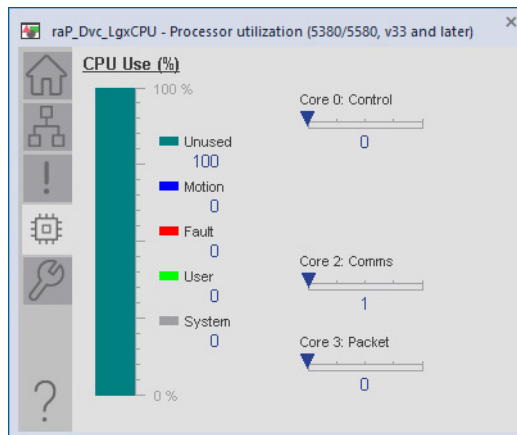 raP_Dvc_LgxCPU - Processor utilization (5380/5580, v33 and later)
CPU Use (%)
100 %
Unused
100
Motion
0
Fault
0
User
0
System
0
0 %
Core 0: Control
0
Core 2: Comms
1
Core 3: Packet
0
!
?